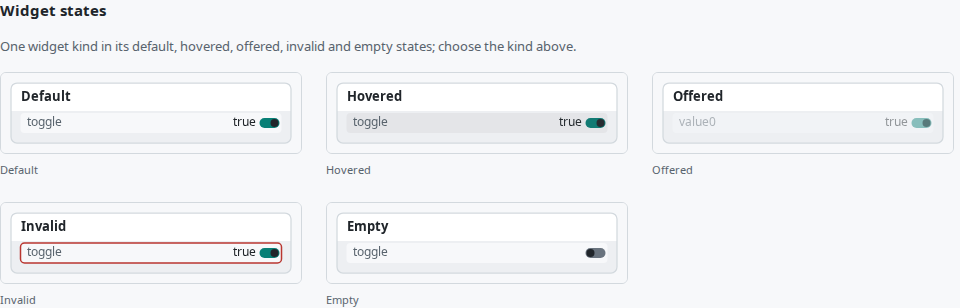 Widget states
One widget kind in its default, hovered, offered, invalid and empty states; choose the kind above.
Default
toggle true
Default
Hovered
toggle true
Hovered
Offered
value0 true
Offered
Invalid
toggle true
Invalid
Empty
toggle
Empty